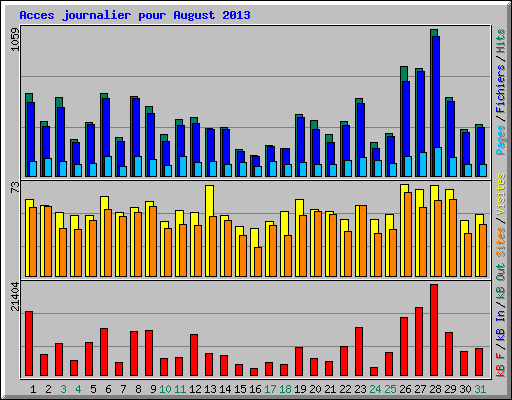 Acces journalier pour August 2013
1059
Pages / Fichiers / Hits
73
Sites / Visites
21404
kB F / kB In / kB Out
1 2 3 4 5 6 7 8 9 10 11 12 13 14 15 16 17 18 19 20 21 22 23 24 25 26 27 28 29 30 31